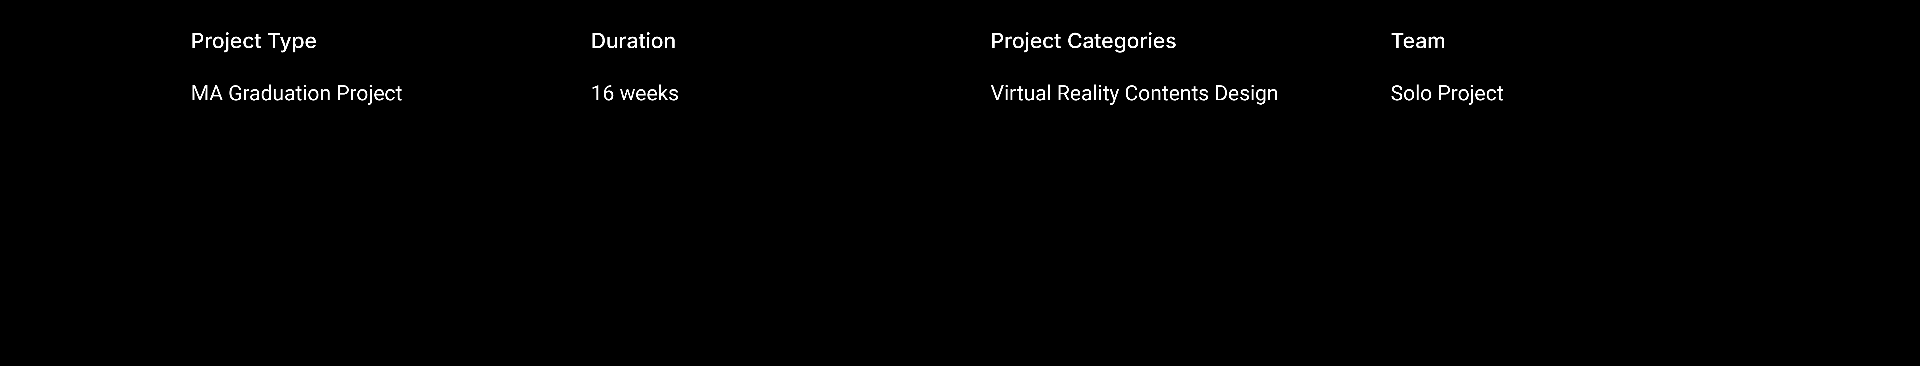 Project Type
Duration
Project Categories
Team
MA Graduation Project
16 weeks
Virtual Reality Contents Design
Solo Project